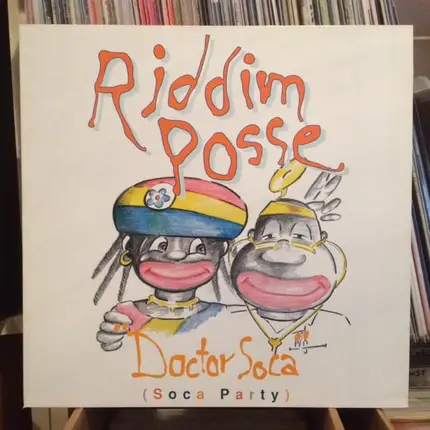 Riddim
Posse
"Doctor Soca
(Soca Party)